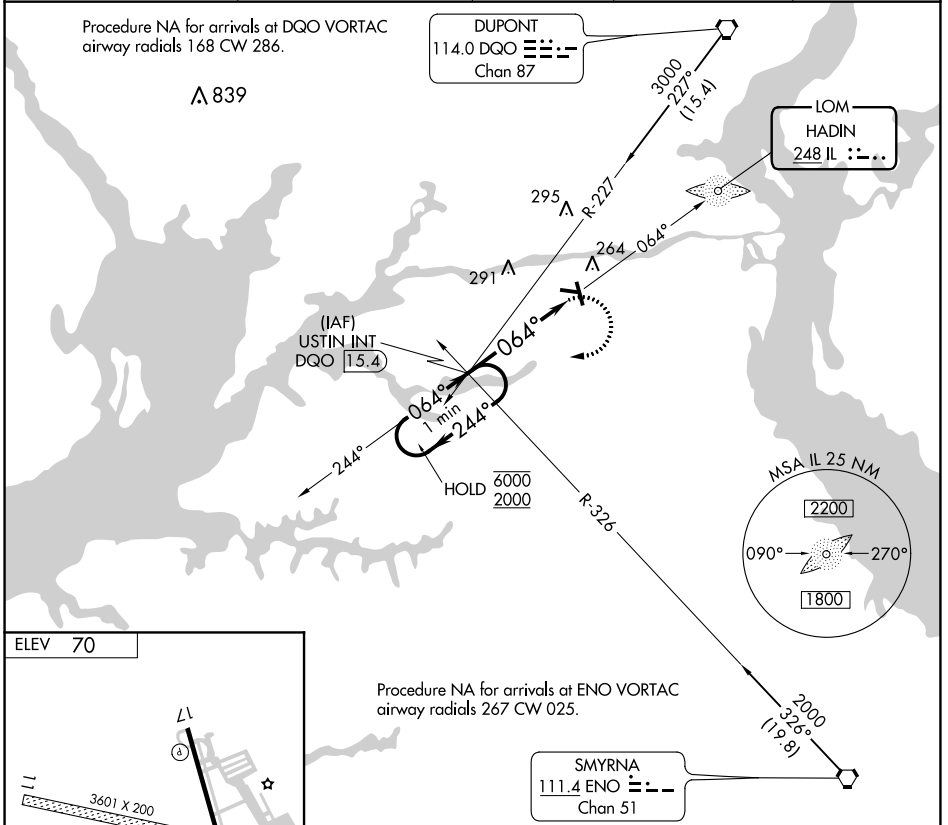 Procedure NA for arrivals at DQO VORTAC
airway radials 168 CW 286.
839
DUPONT
114.0 DQO
Chan 87
3000
227°
(15.4)
LOM
HADIN
248 IL
R-227
295
264
064°
291
(IAF)
USTIN INT
DQO 15.4
064°
064°
1 min
244°
244°
HOLD 6000
2000
R-326
MSA IL 25 NM
2200
090°
270°
1800
ELEV 70
Procedure NA for arrivals at ENO VORTAC
airway radials 267 CW 025.
2000
326°
(19.8)
SMYRNA
111.4 ENO
Chan 51
17
P
11
3601 X 200